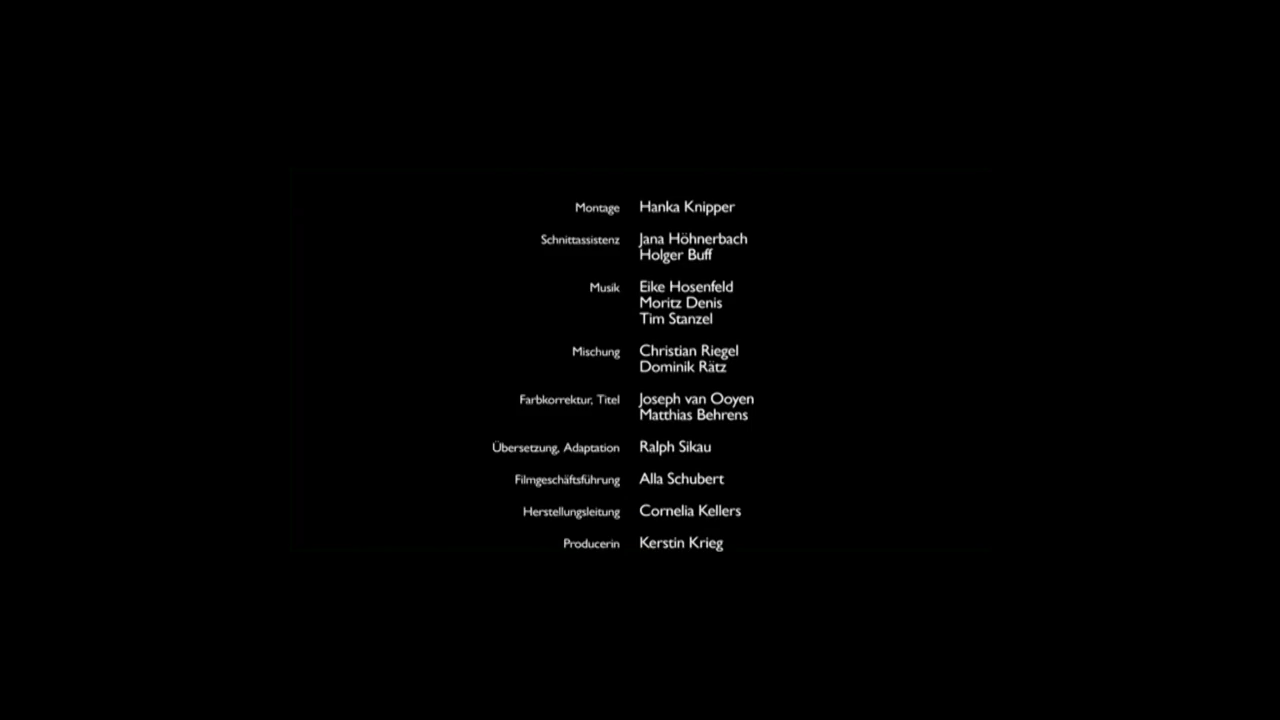 Montage Hanka Knipper
Schnittassistenz Jana Höhnerbach
Holger Buff
Musik Eike Hosenfeld
Moritz Denis
Tim Stanzel
Mischung Christian Riegel
Dominik Rätz
Farbkorrektur, Titel Joseph van Ooyen
Matthias Behrens
Übersetzung, Adaptation Ralph Sikau
Filmgeschäftsführung Alla Schubert
Herstellungsleitung Cornelia Kellers
Producerin Kerstin Krieg